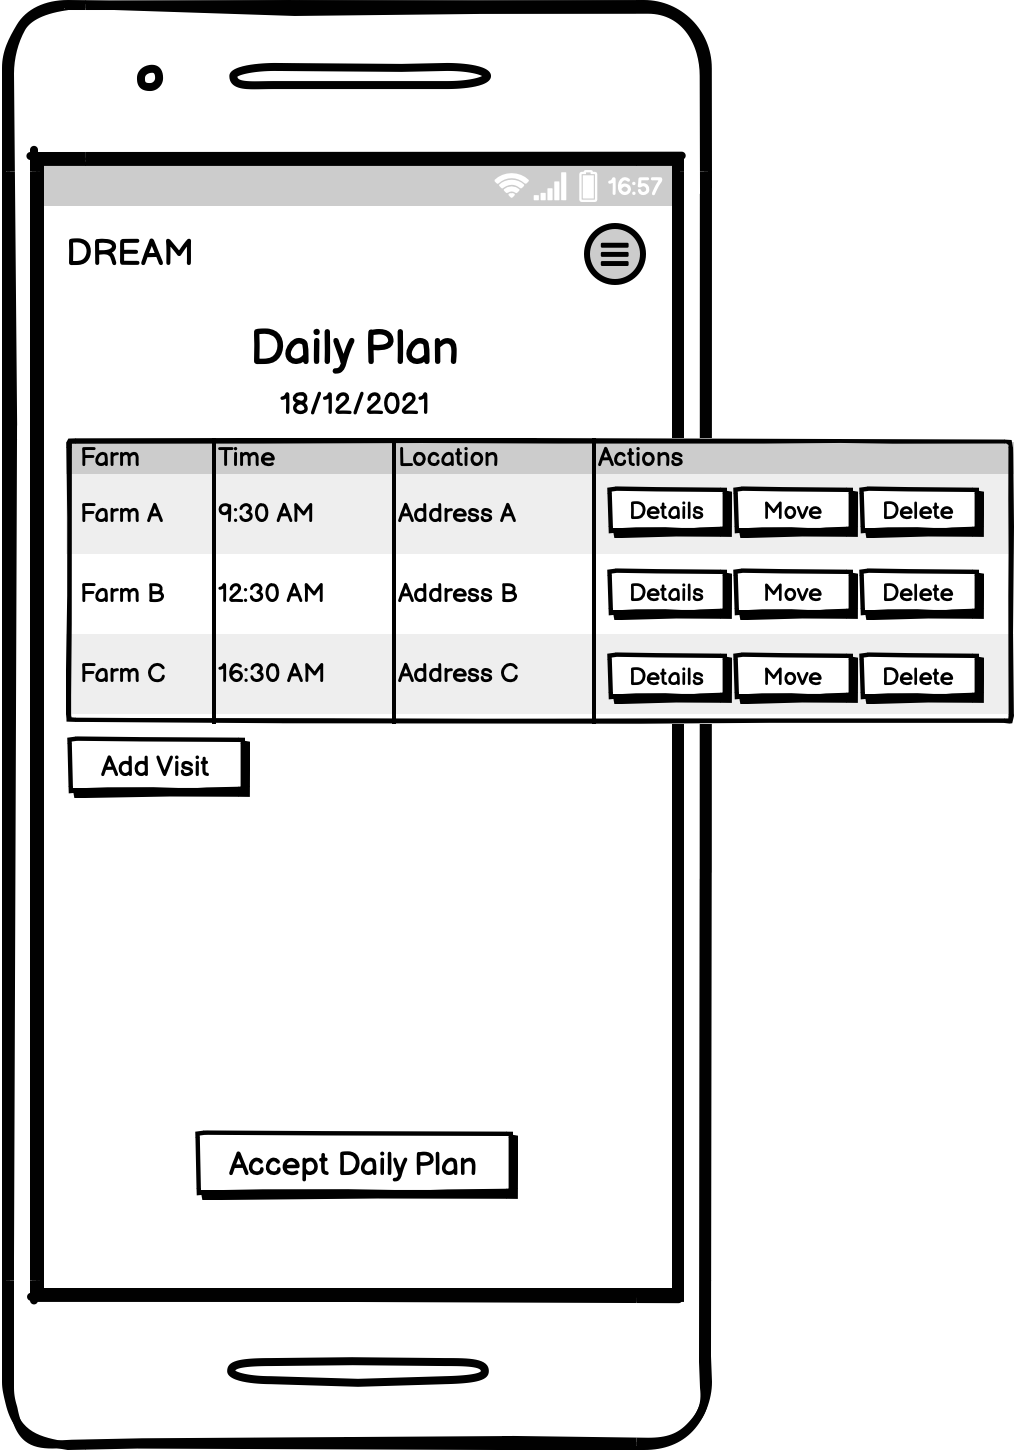 16:57
DREAM
Daily Plan
18/12/2021
Farm Time Location Actions
Farm A 9:30 AM Address A Details Move Delete
Farm B 12:30 AM Address B Details Move Delete
Farm C 16:30 AM Address C Details Move Delete
Add Visit
Accept Daily Plan